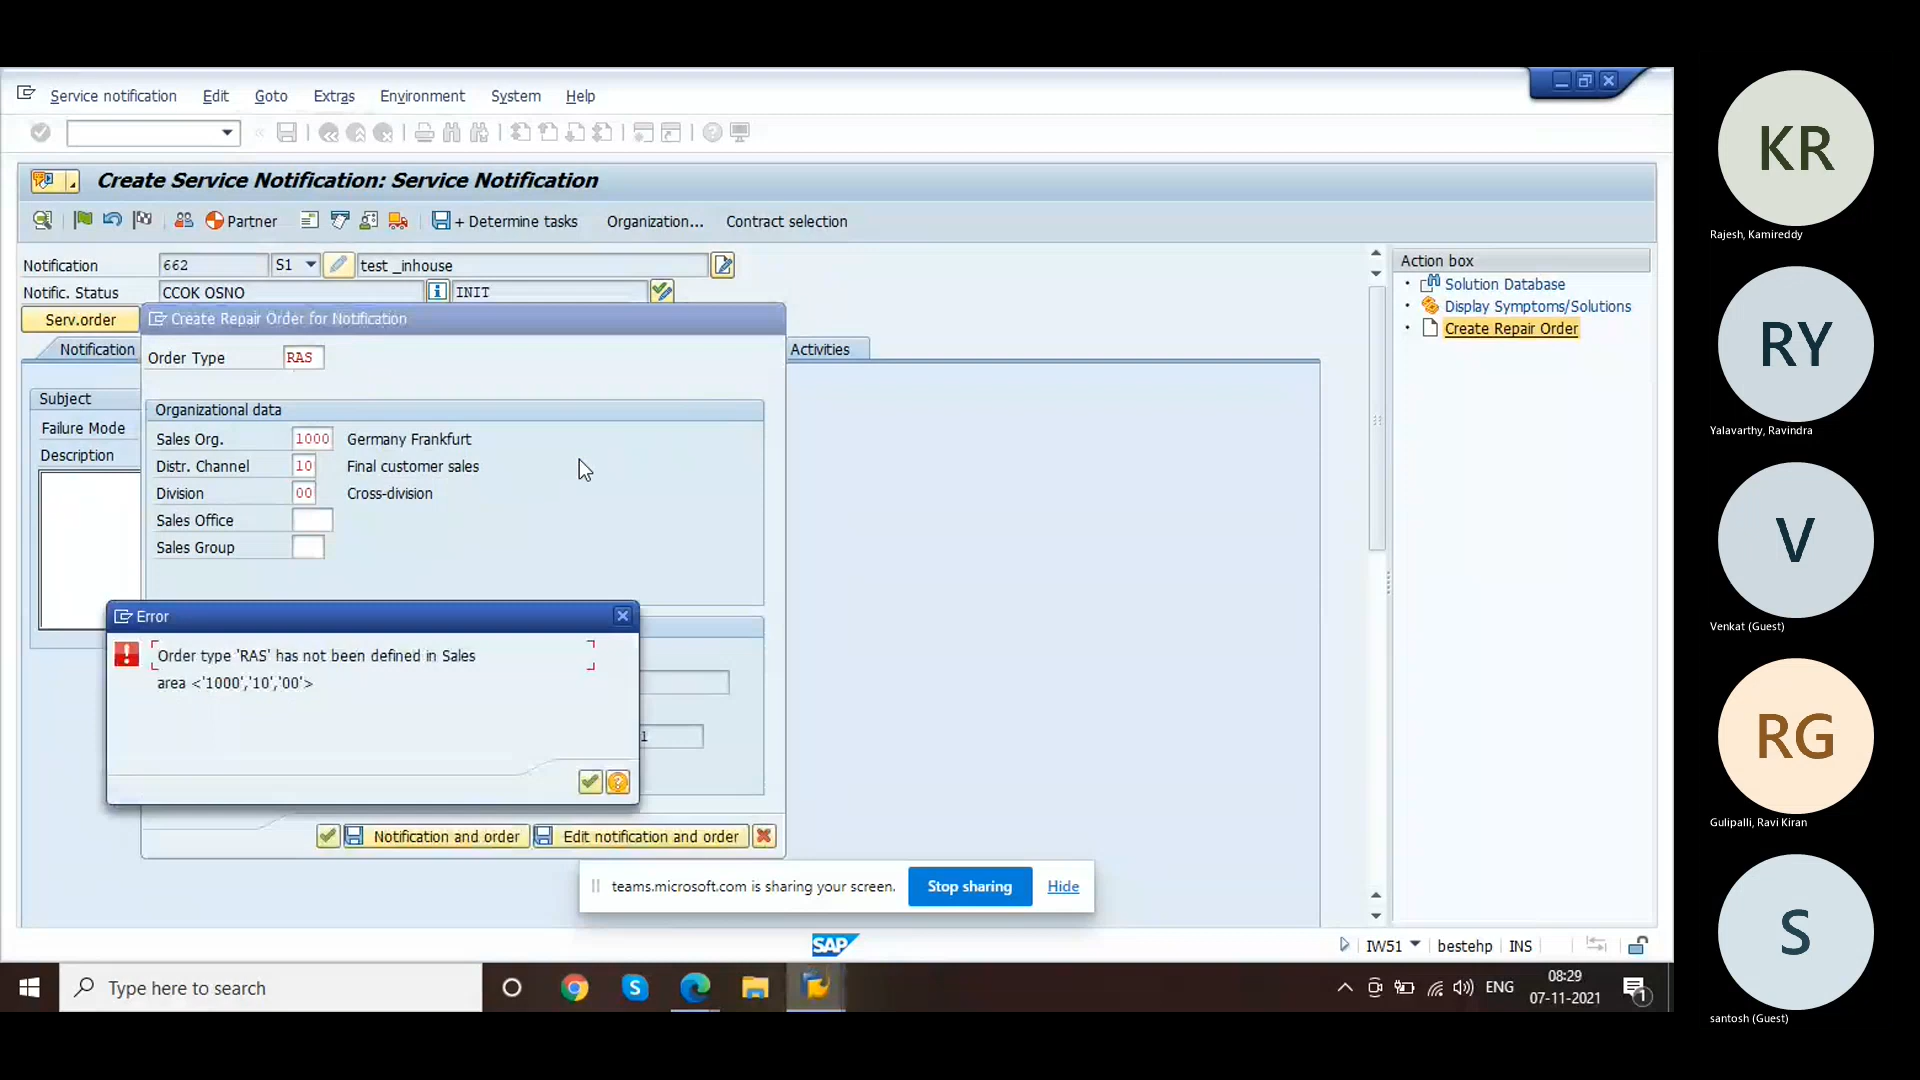 Service notification Edit Goto Extras Environment System Help
Create Service Notification: Service Notification
Partner + Determine tasks Organization... Contract selection
Notification 662 S1 test _inhouse
Notific. Status CCOK OSNO INIT
Serv.order
Create Repair Order for Notification
Notification
Activities
Order Type RAS
Subject
Failure Mode
Description
Organizational data
Sales Org. 1000 Germany Frankfurt
Distr. Channel 10 Final customer sales
Division 00 Cross-division
Sales Office
Sales Group
Error
Order type 'RAS' has not been defined in Sales
area <'1000','10','00'>
1
Notification and order Edit notification and order
Action box
Solution Database
Display Symptoms/Solutions
Create Repair Order
teams.microsoft.com is sharing your screen. Stop sharing Hide
SAP
IW51 bestehp INS
Type here to search
ENG
08:29
07-11-2021
1
KR
Rajesh, Kamireddy
RY
Yalavarthy, Ravindra
V
Venkat (Guest)
RG
Gulipalli, Ravi Kiran
S
santosh (Guest)